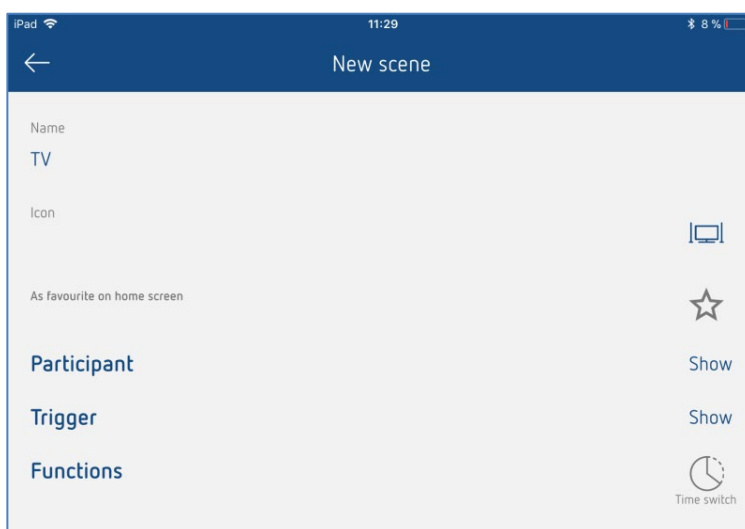 iPad 11:29 8 %
New scene
Name
TV
Icon
As favourite on home screen
Participant Show
Trigger Show
Functions
Time switch